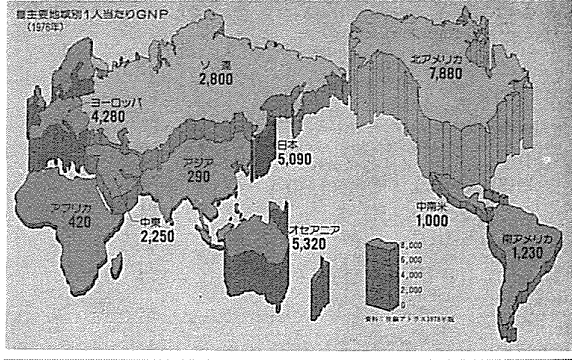 ■主要地域別1人当たりGNP
(1976年)
ソ連
2,800
北アメリカ
7,880
ヨーロッパ
4,280
日本
5,090
アジア
290
アフリカ
420
中東
2,250
オセアニア
5,320
中南米
1,000
南アメリカ
1,230
8,000
6,000
4,000
2,000
0